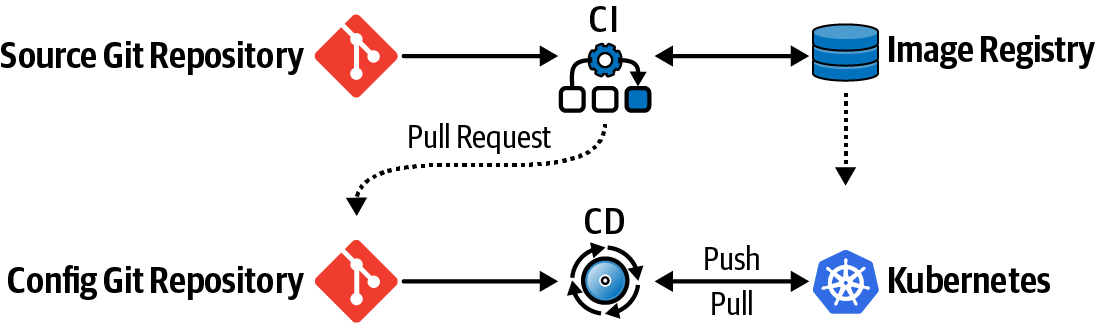 CI
Source Git Repository
Image Registry
Pull Request
CD
Config Git Repository
Push
Pull
Kubernetes